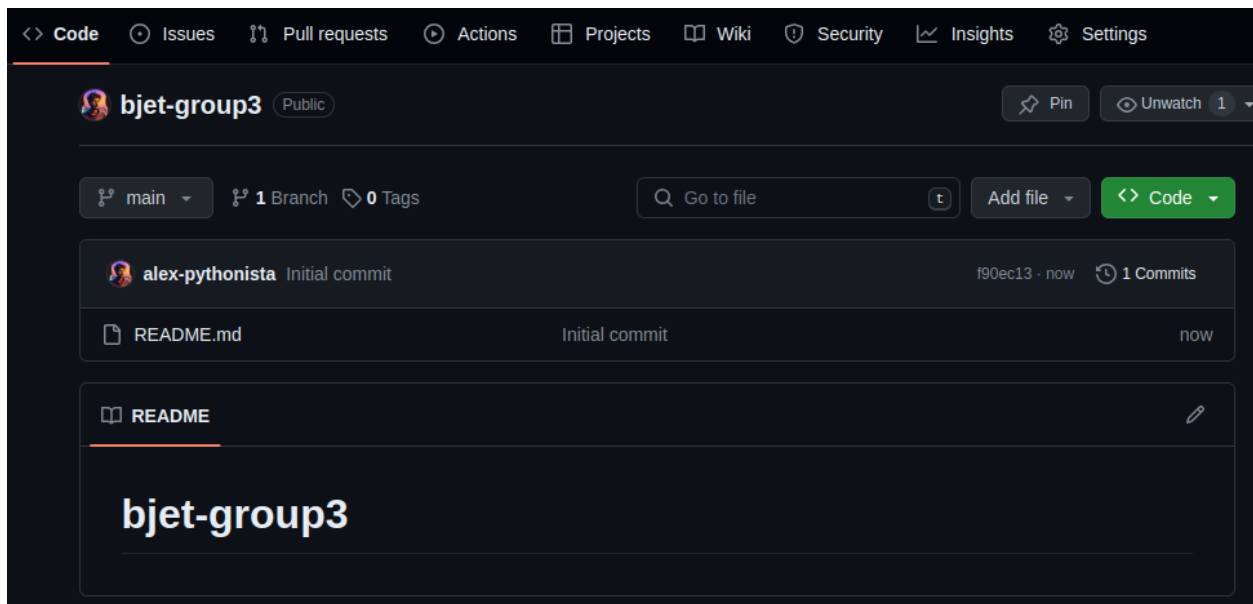 Code Issues Pull requests Actions Projects Wiki Security Insights Settings
bjet-group3 Public Pin Unwatch 1
main 1 Branch 0 Tags Go to file t Add file Code
alex-pythonista Initial commit f90ec13 · now 1 Commits
README.md Initial commit now
README
bjet-group3